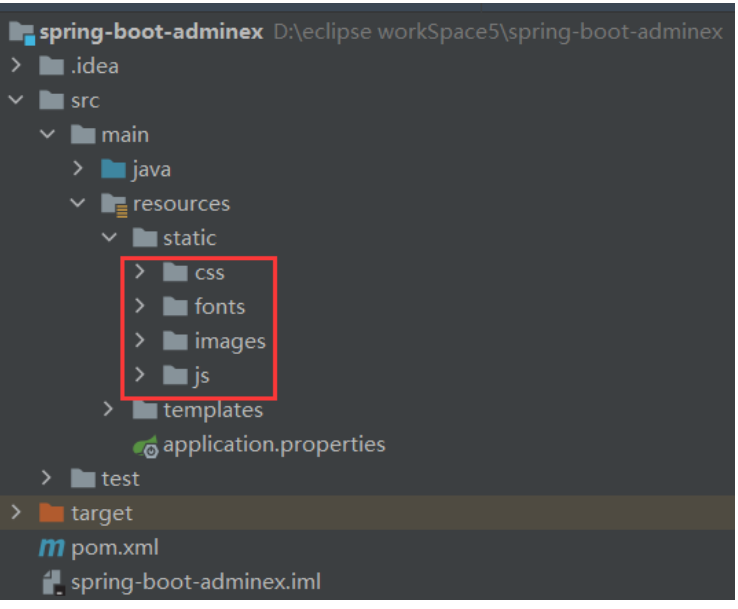 spring-boot-adminex D:\eclipse workSpace5\spring-boot-adminex
.idea
src
main
java
resources
static
css
fonts
images
js
templates
application.properties
test
target
m pom.xml
spring-boot-adminex.iml